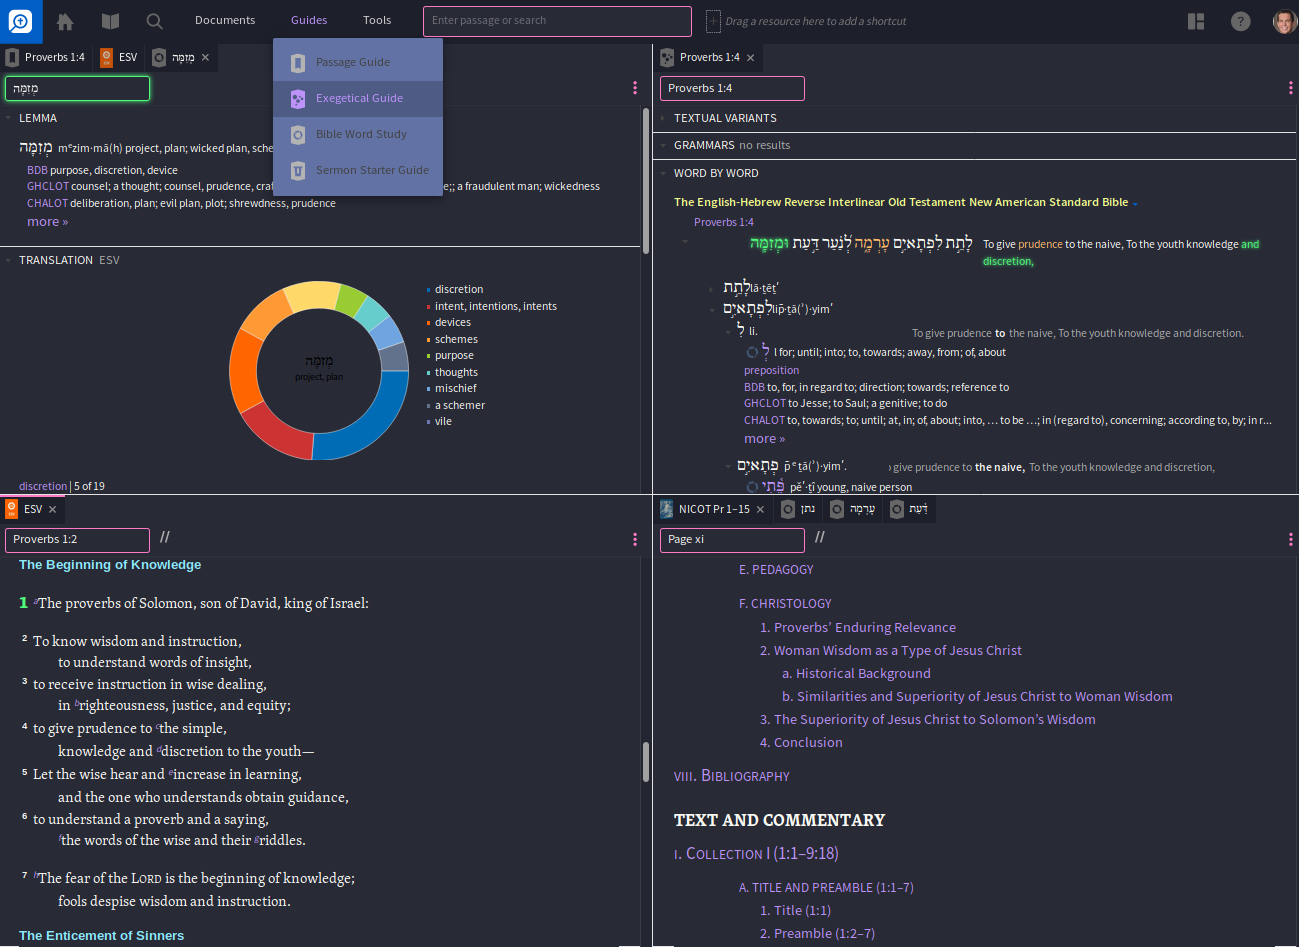 Documents Guides Tools Enter passage or search Drag a resource here to add a shortcut
Passage Guide
Exegetical Guide
Bible Word Study
Sermon Starter Guide
Proverbs 1:4 ESV מְזִמָּה
מְזִמָּה
LEMMA
מְזִמָּה mᵉzim·mā(h) project, plan; wicked plan, sche
BDB purpose, discretion, device
GHCLOT counsel; a thought; counsel, prudence, craf e;; a fraudulent man; wickedness
CHALOT deliberation, plan; evil plan, plot; shrewdness, prudence
more »
TRANSLATION ESV
מְזִמָּה
project, plan
discretion
intent, intentions, intents
devices
schemes
purpose
thoughts
mischief
a schemer
vile
discretion | 5 of 19
Proverbs 1:4
Proverbs 1:4
TEXTUAL VARIANTS
GRAMMARS no results
WORD BY WORD
The English-Hebrew Reverse Interlinear Old Testament New American Standard Bible
Proverbs 1:4
לָתֵ֣ת לִפְתָאיִ֣ם עָרְמָ֑ה לְ֝נַ֗עַר דַּ֣עַת וּמְזִמָּֽה To give prudence to the naive, To the youth knowledge and
discretion,
לָתֵ֣ת lā·ṯēṯʹ
לִפְתָאיִ֣ם lip̄·ṯā(ʾ)·yimʹ
לִ li. To give prudence to the naive, To the youth knowledge and discretion.
לְ l for; until; into; to, towards; away, from; of, about
preposition
BDB to, for, in regard to; direction; towards; reference to
GHCLOT to Jesse; to Saul; a genitive; to do
CHALOT to, towards; to; until; at, in; of, about; into, … to be …; in (regard to), concerning; according to, by; in r...
more »
פְתָאיִ֣ם p̄ᵉṯā(ʾ)·yimʹ. give prudence to the naive, To the youth knowledge and discretion,
פֶּתִי pĕʹ·ṯî young, naive person
ESV
Proverbs 1:2 //
The Beginning of Knowledge
1 aThe proverbs of Solomon, son of David, king of Israel:
2 To know wisdom and instruction,
to understand words of insight,
3 to receive instruction in wise dealing,
in brighteousness, justice, and equity;
4 to give prudence to cthe simple,
knowledge and ddiscretion to the youth—
5 Let the wise hear and eincrease in learning,
and the one who understands obtain guidance,
6 to understand a proverb and a saying,
fthe words of the wise and their griddles.
7 hThe fear of the LORD is the beginning of knowledge;
fools despise wisdom and instruction.
The Enticement of Sinners
NICOT Pr 1–15 נתן עָרְמָה דַּעַת
Page xi //
E. PEDAGOGY
F. CHRISTOLOGY
1. Proverbs’ Enduring Relevance
2. Woman Wisdom as a Type of Jesus Christ
a. Historical Background
b. Similarities and Superiority of Jesus Christ to Woman Wisdom
3. The Superiority of Jesus Christ to Solomon’s Wisdom
4. Conclusion
VIII. BIBLIOGRAPHY
TEXT AND COMMENTARY
I. COLLECTION I (1:1–9:18)
A. TITLE AND PREAMBLE (1:1–7)
1. Title (1:1)
2. Preamble (1:2–7)